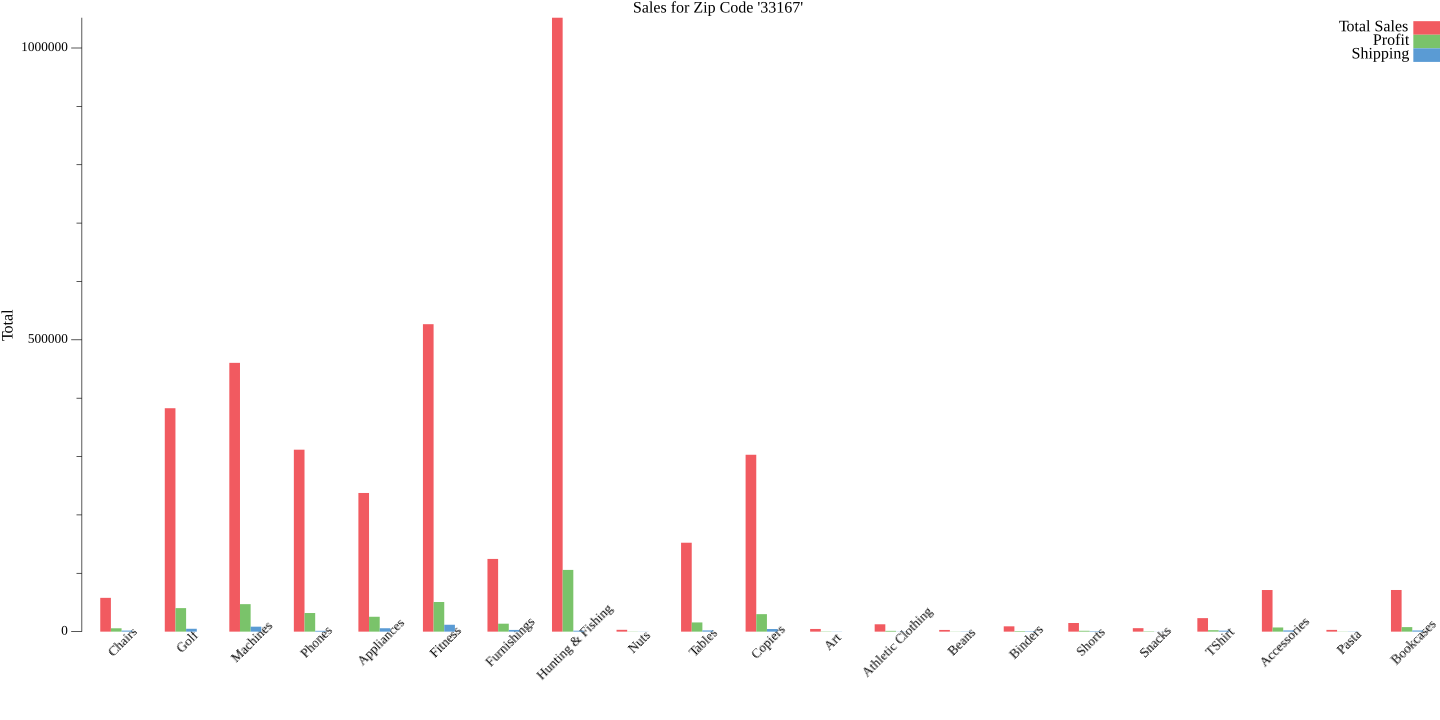 Sales for Zip Code '33167'
Total Sales
Profit
Shipping
Total
1000000
500000
0
Chairs
Golf
Machines
Phones
Appliances
Fitness
Furnishings
Hunting & Fishing
Nuts
Tables
Copiers
Art
Athletic Clothing
Beans
Binders
Shorts
Snacks
TShirt
Accessories
Pasta
Bookcases